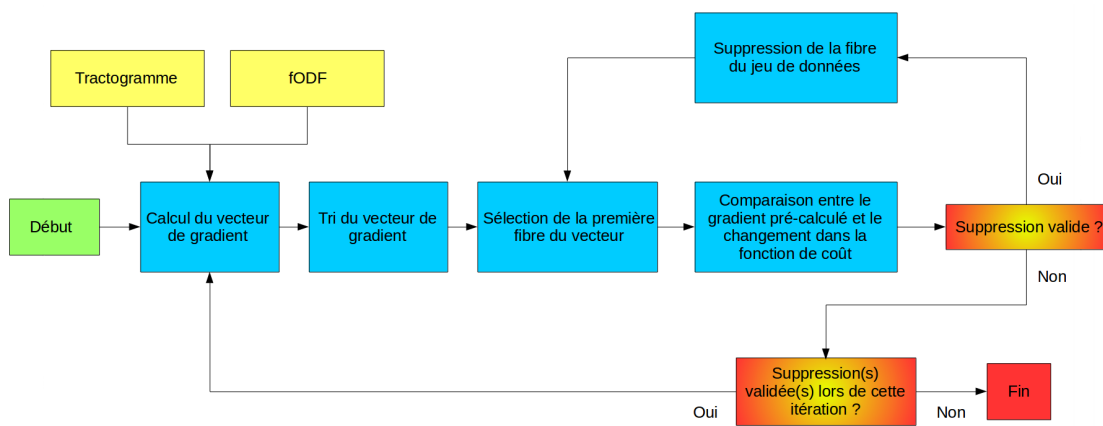 Suppression de la fibre
du jeu de données
Tractogramme
fODF
Début
Calcul du vecteur
de gradient
Tri du vecteur de
gradient
Sélection de la première
fibre du vecteur
Comparaison entre le
gradient pré-calculé et le
changement dans la
fonction de coût
Oui
Suppression valide ?
Non
Suppression(s)
validée(s) lors de cette
itération ?
Oui
Non
Fin